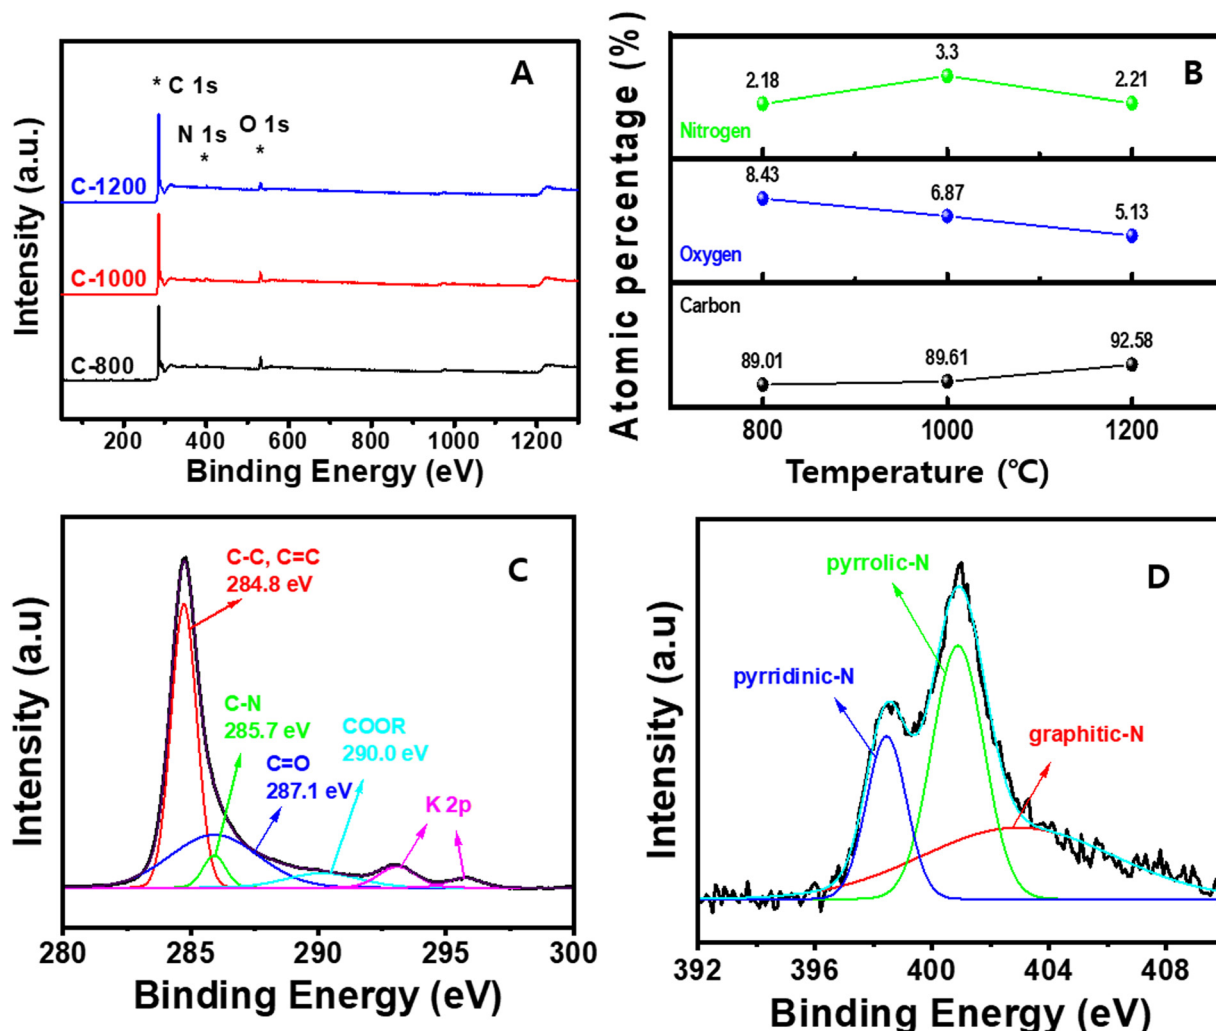 A
* C 1s
N 1s
*
O 1s
*
C-1200
C-1000
C-800
Intensity (a.u.)
200 400 600 800 1000 1200
Binding Energy (eV)
B
2.18 3.3 2.21
Nitrogen
8.43 6.87 5.13
Oxygen
Carbon
89.01 89.61 92.58
Atomic percentage (%)
800 1000 1200
Temperature (℃)
C
C-C, C=C
284.8 eV
C-N
285.7 eV
C=O
287.1 eV
COOR
290.0 eV
K 2p
Intensity (a.u)
280 285 290 295 300
Binding Energy (eV)
D
pyrrolic-N
pyrridinic-N
graphitic-N
Intensity (a.u)
392 396 400 404 408
Binding Energy (eV)